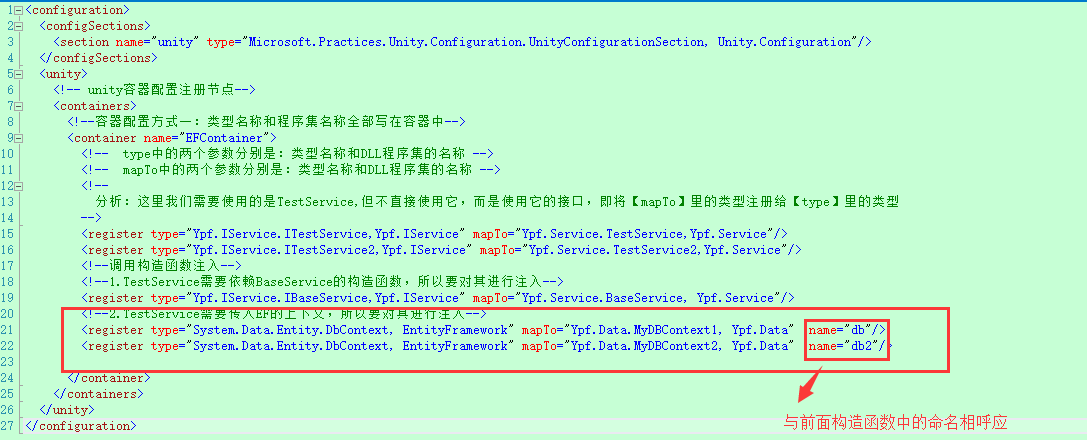 1 <configuration>
2 <configSections>
3 <section name="unity" type="Microsoft.Practices.Unity.Configuration.UnityConfigurationSection, Unity.Configuration"/>
4 </configSections>
5 <unity>
6 <!-- unity容器配置注册节点-->
7 <containers>
8 <!--容器配置方式一：类型名称和程序集名称全部写在容器中-->
9 <container name="EFContainer">
10 <!-- type中的两个参数分别是：类型名称和DLL程序集的名称 -->
11 <!-- mapTo中的两个参数分别是：类型名称和DLL程序集的名称 -->
12 <!--
13 分析：这里我们需要使用的是TestService,但不直接使用它，而是使用它的接口，即将【mapTo】里的类型注册给【type】里的类型
14 -->
15 <register type="Ypf.IService.ITestService,Ypf.IService" mapTo="Ypf.Service.TestService,Ypf.Service"/>
16 <register type="Ypf.IService.ITestService2,Ypf.IService" mapTo="Ypf.Service.TestService2,Ypf.Service"/>
17 <!--调用构造函数注入-->
18 <!--1.TestService需要依赖BaseService的构造函数，所以要对其进行注入-->
19 <register type="Ypf.IService.IBaseService,Ypf.IService" mapTo="Ypf.Service.BaseService, Ypf.Service"/>
20 <!--2.TestService需要传入EF的上下文，所以要对其进行注入-->
21 <register type="System.Data.Entity.DbContext, EntityFramework" mapTo="Ypf.Data.MyDBContext1, Ypf.Data" name="db"/>
22 <register type="System.Data.Entity.DbContext, EntityFramework" mapTo="Ypf.Data.MyDBContext2, Ypf.Data" name="db2"/>
23
24 </container>
25 </containers>
26 </unity>
与前面构造函数中的命名相呼应
27 </configuration>